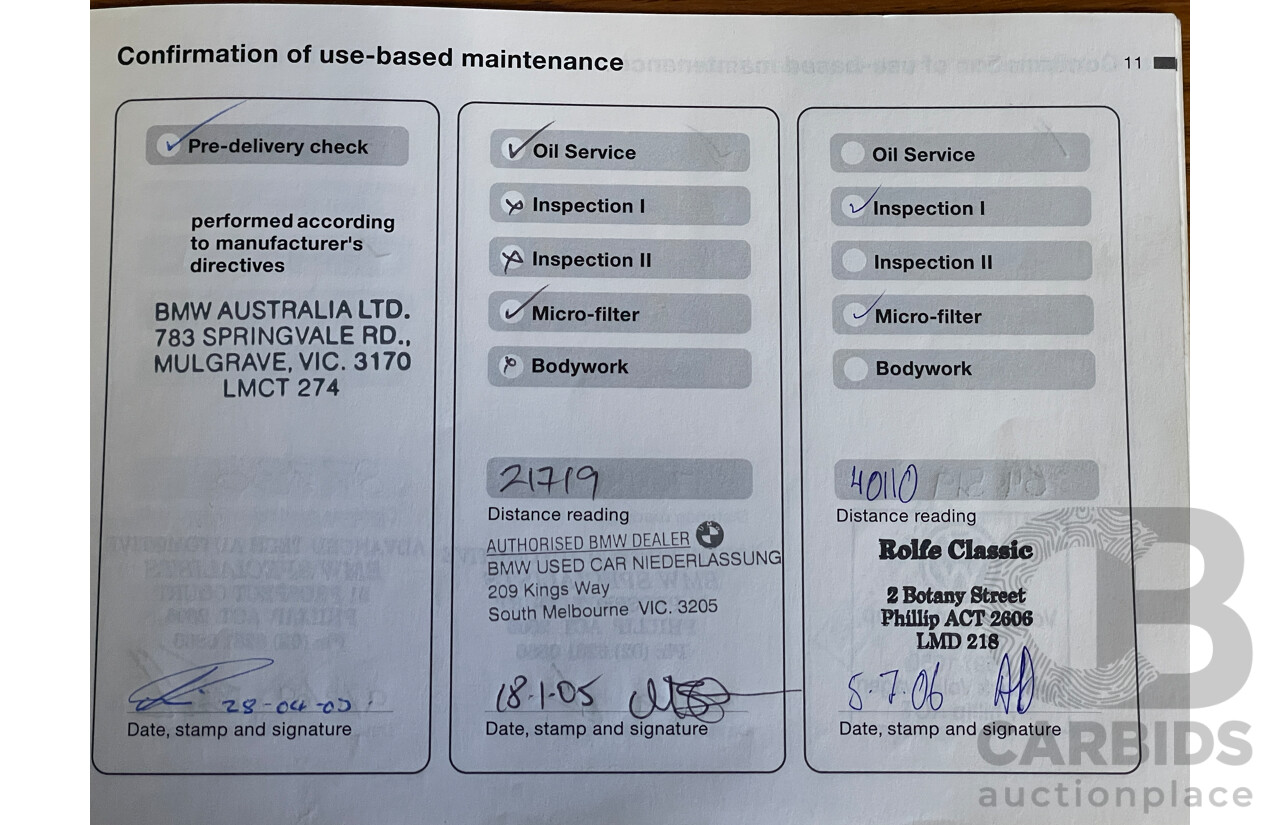 Confirmation of use-based maintenance
11
Pre-delivery check
performed according
to manufacturer's
directives
BMW AUSTRALIA LTD.
783 SPRINGVALE RD.,
MULGRAVE, VIC. 3170
LMCT 274
28-04-03
Date, stamp and signature
Oil Service
Inspection I
Inspection II
Micro-filter
Bodywork
21719
Distance reading
AUTHORISED BMW DEALER
BMW USED CAR NIEDERLASSUNG
209 Kings Way
South Melbourne VIC. 3205
18·1·05
Date, stamp and signature
Oil Service
Inspection I
Inspection II
Micro-filter
Bodywork
40110
Distance reading
Rolfe Classic
2 Botany Street
Phillip ACT 2606
LMD 218
5.7.06
Date, stamp and signature
CARBIDS
auctionplace